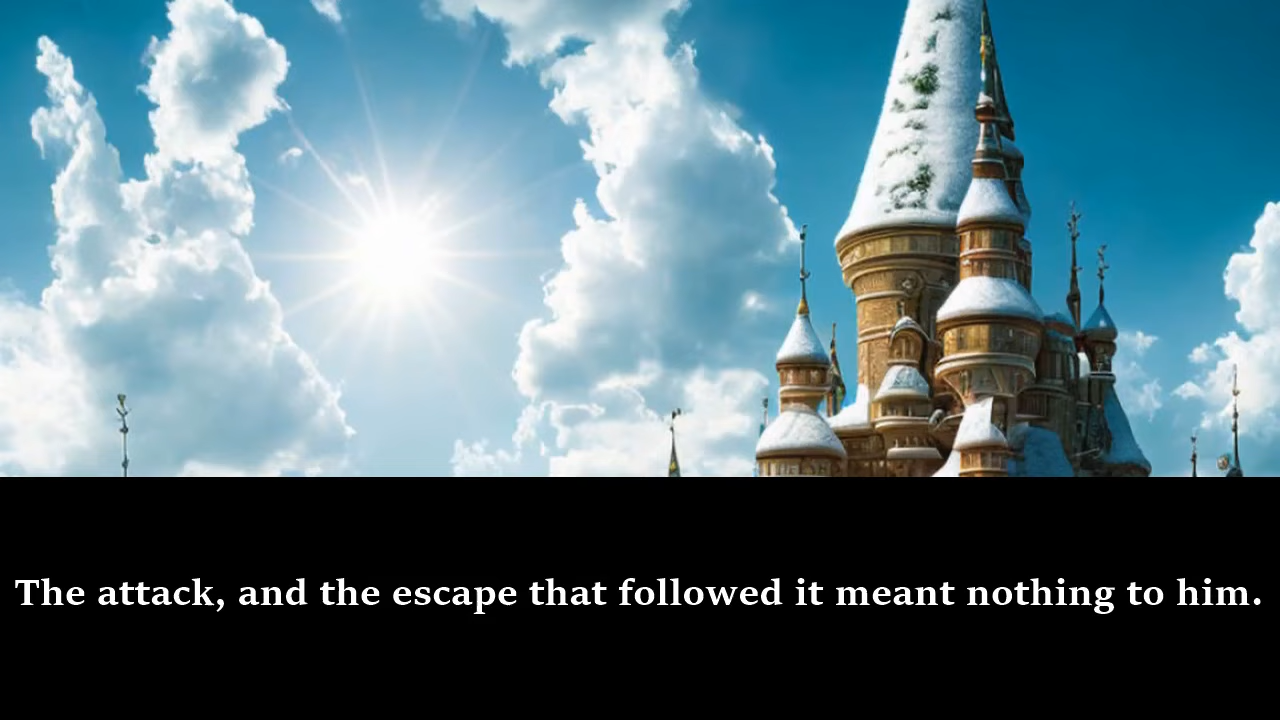 The attack, and the escape that followed it meant nothing to him.